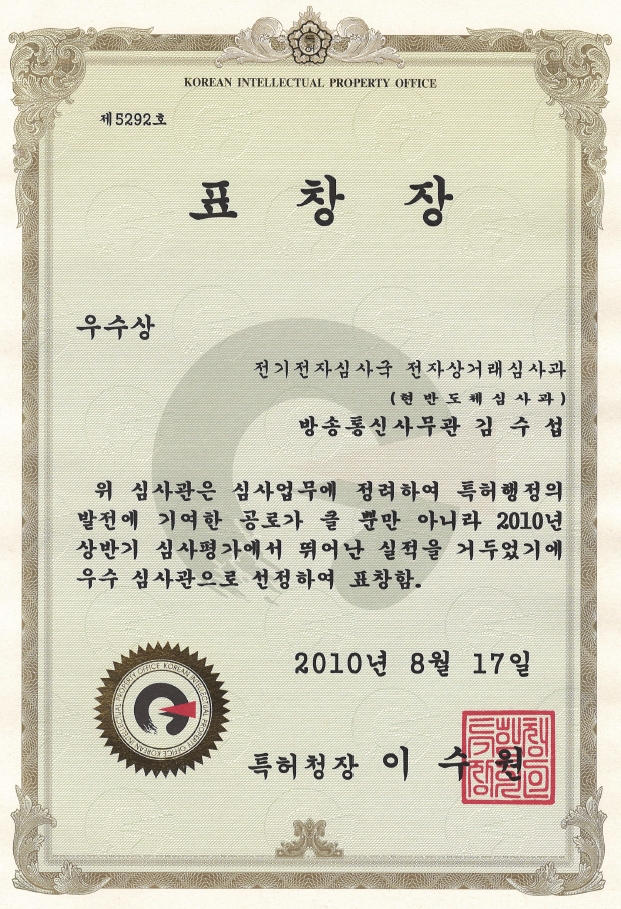 KOREAN INTELLECTUAL PROPERTY OFFICE
제5292호
표 창 장
우수상
전기전자심사국 전자상거래심사과
(현 반 도 체 심 사 과)
방송통신사무관 김 수 섭
위 심사관은 심사업무에 정려하여 특허행정의
발전에 기여한 공로가 클 뿐만 아니라 2010년
상반기 심사평가에서 뛰어난 실적을 거두었기에
우수 심사관으로 선정하여 표창함.
2010년 8월 17일
KOREAN INTELLECTUAL PROPERTY OFFICE KOREAN INTELLECTUAL PROPERTY OFFICE
특허청장 이 수 원